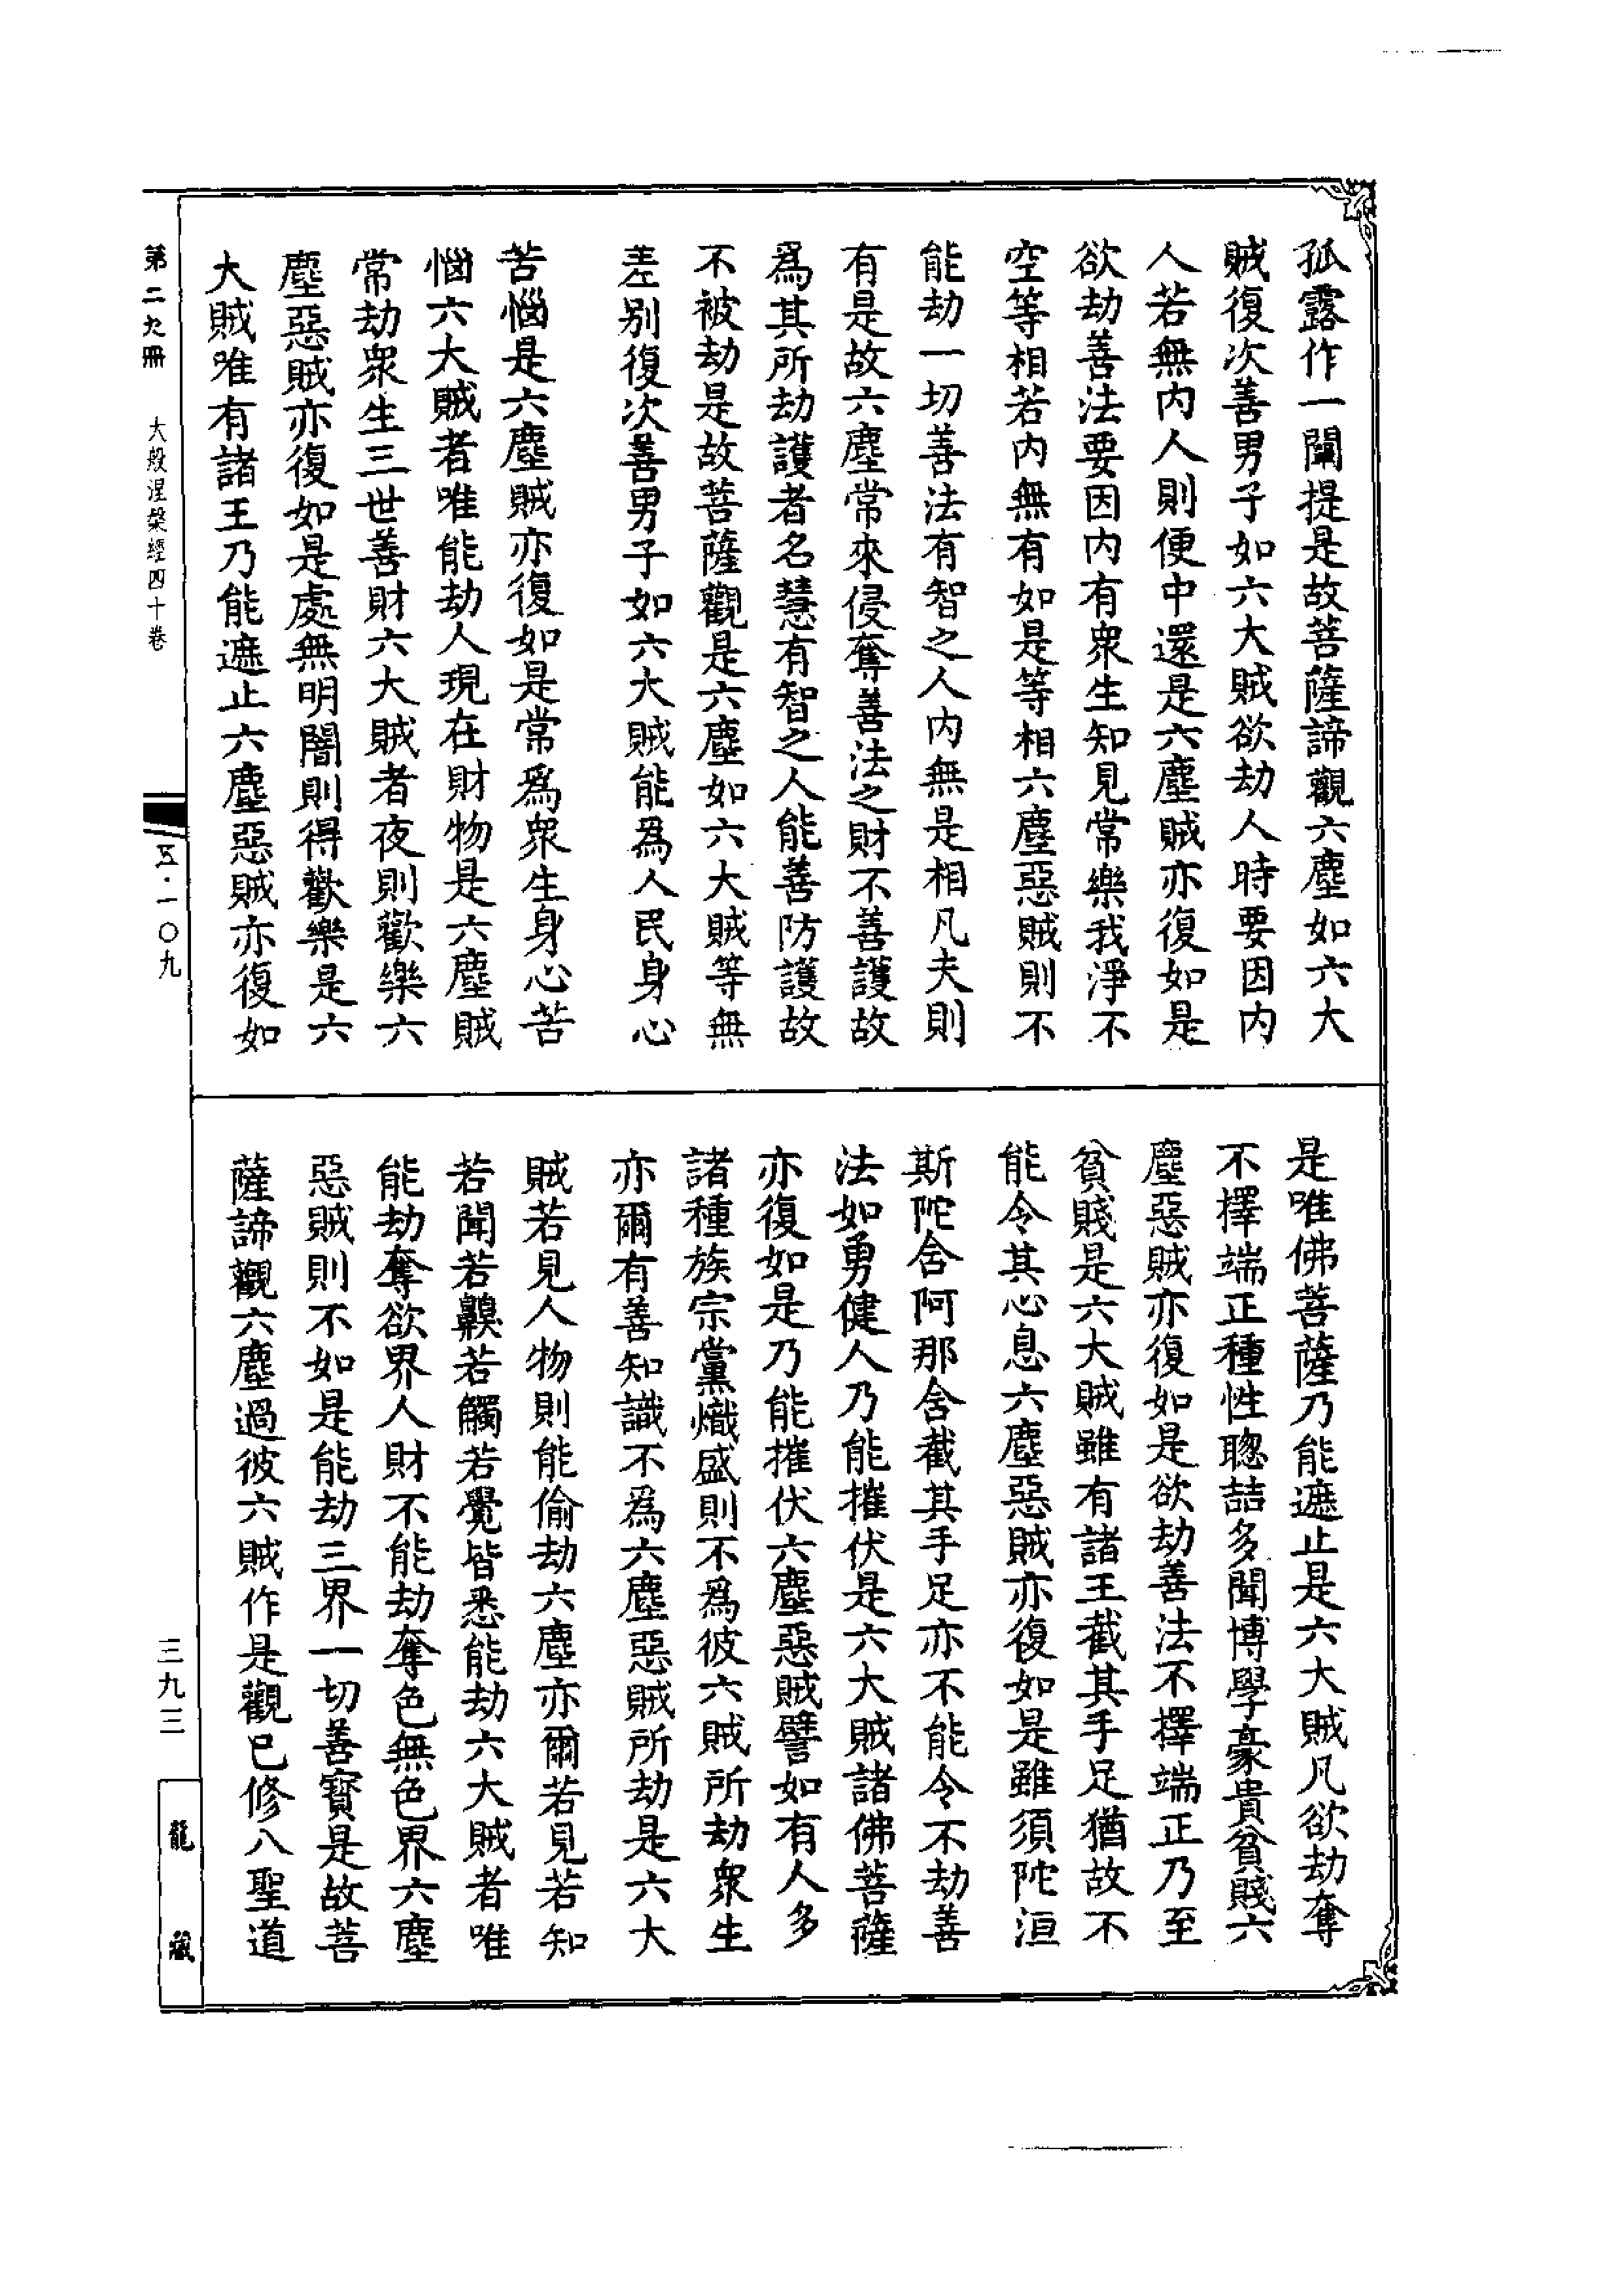 孤露作一闡提是故菩薩諦觀六塵如六大
賊復次善男子如六大賊欲劫人時要因内
人若無内人則便中還是六塵賊亦復如是
欲劫善法要因内有衆生知見常樂我淨不
空等相若内無有如是等相六塵惡賊則不
能劫一切善法有智之人内無是相凡夫則
有是故六塵常來侵奪善法之財不善護故
爲其所劫護者名慧有智之人能善防護故
不被劫是故菩薩觀是六塵如六大賊等無
差别復次善男子如六大賊能爲人民身心
苦惱是六塵賊亦復如是常爲衆生身心苦
惱六大賊者唯能劫人現在財物是六塵賊
常劫衆生三世善財六大賊者夜則歡樂六
塵惡賊亦復如是處無明闇則得歡樂是六
大賊唯有諸王乃能遮止六塵惡賊亦復如
是唯佛菩薩乃能遮止是六大賊凡欲劫奪
不擇端正種性聰喆多聞博學豪貴貧賤六
塵惡賊亦復如是欲劫善法不擇端正乃至
貧賤是六大賊雖有諸王截其手足猶故不
能令其心息六塵惡賊亦復如是雖須陀洹
斯陀含阿那含截其手足亦不能令不劫善
法如勇健人乃能摧伏是六大賊諸佛菩薩
亦復如是乃能摧伏六塵惡賊譬如有人多
諸種族宗黨熾盛則不爲彼六賊所劫衆生
亦爾有善知識不爲六塵惡賊所劫是六大
賊若見人物則能偷劫六塵亦爾若見若知
若聞若齅若觸若覺皆悉能劫六大賊者唯
能劫奪欲界人財不能劫奪色無色界六塵
惡賊則不如是能劫三界一切善寳是故菩
薩諦觀六塵過彼六賊作是觀已修八聖道
第二九冊
大般涅槃經四十卷
五·一〇九
三九三
龍藏